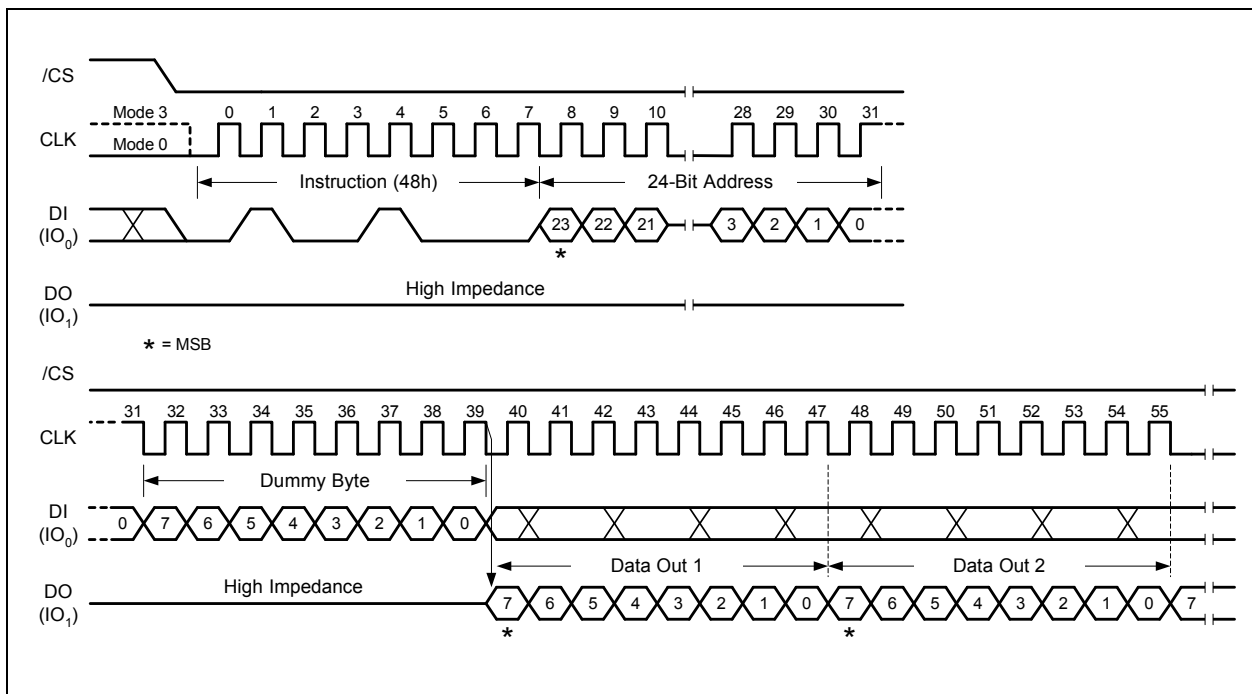 /CS
Mode 3 0 1 2 3 4 5 6 7 8 9 10 28 29 30 31
CLK
Mode 0
Instruction (48h) 24-Bit Address
DI
(IO0)
23 22 21 3 2 1 0
*
High Impedance
DO
(IO1)
* = MSB
/CS
31 32 33 34 35 36 37 38 39 40 41 42 43 44 45 46 47 48 49 50 51 52 53 54 55
CLK
Dummy Byte
DI
(IO0)
0 7 6 5 4 3 2 1 0
Data Out 1 Data Out 2
High Impedance
DO
(IO1)
7 6 5 4 3 2 1 0 7 6 5 4 3 2 1 0 7
* *